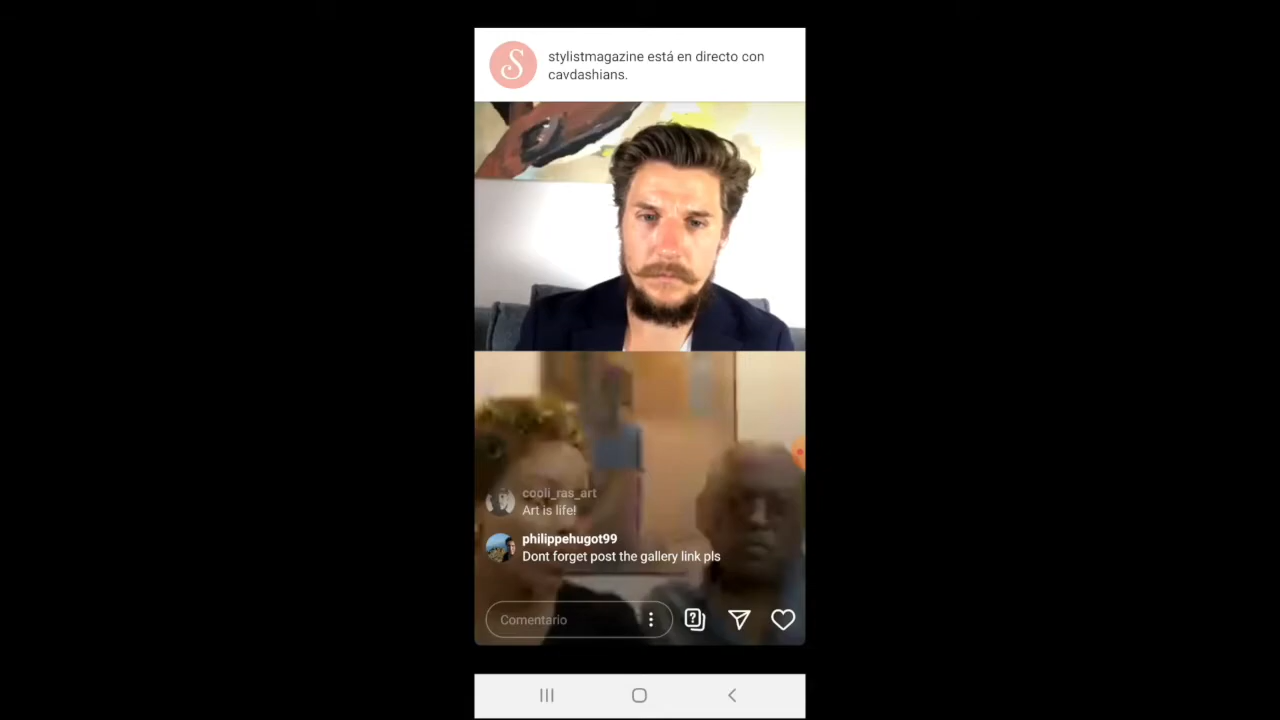 S
stylistmagazine está en directo con
cavdashians.
cooli_ras_art
Art is life!
philippehugot99
Dont forget post the gallery link pls
Comentario
?